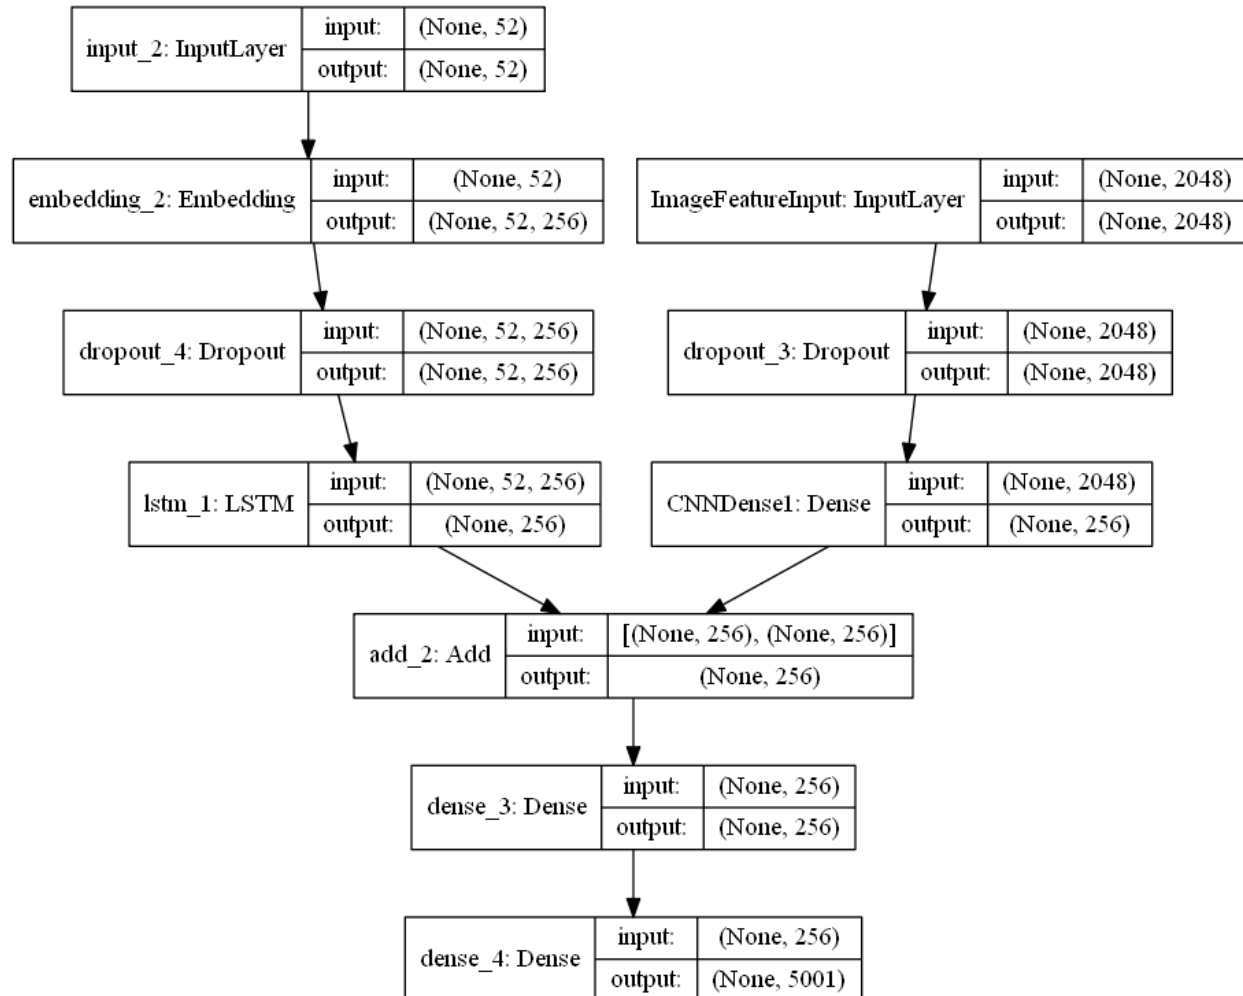 input_2: InputLayer
input: (None, 52)
output: (None, 52)
embedding_2: Embedding
input: (None, 52)
output: (None, 52, 256)
ImageFeatureInput: InputLayer
input: (None, 2048)
output: (None, 2048)
dropout_4: Dropout
input: (None, 52, 256)
output: (None, 52, 256)
dropout_3: Dropout
input: (None, 2048)
output: (None, 2048)
lstm_1: LSTM
input: (None, 52, 256)
output: (None, 256)
CNNDense1: Dense
input: (None, 2048)
output: (None, 256)
add_2: Add
input: [(None, 256), (None, 256)]
output: (None, 256)
dense_3: Dense
input: (None, 256)
output: (None, 256)
dense_4: Dense
input: (None, 256)
output: (None, 5001)